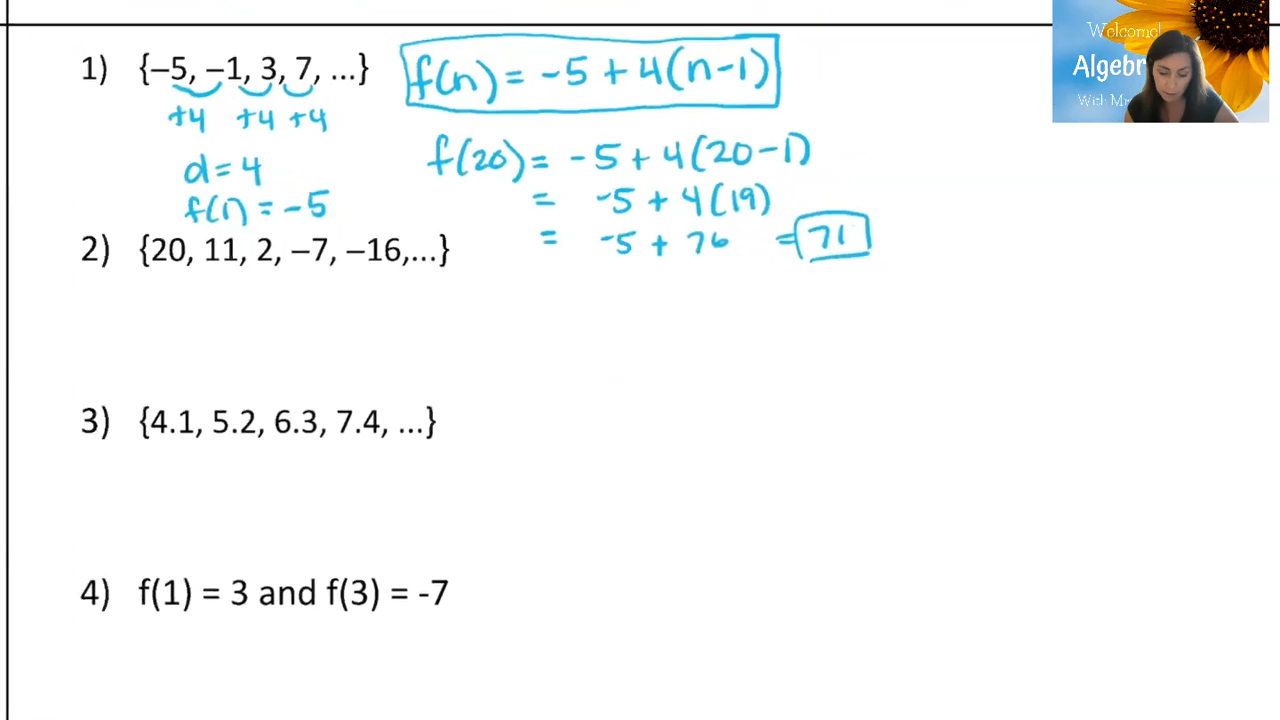 1) {–5, –1, 3, 7, ...} f(n) = -5 + 4(n-1)
+4 +4 +4
d = 4
f(1) = -5
f(20) = -5 + 4(20-1)
= -5 + 4(19)
= -5 + 76 = 71
2) {20, 11, 2, –7, –16,...}
3) {4.1, 5.2, 6.3, 7.4, ...}
4) f(1) = 3 and f(3) = -7
Welcome!
Algebr
With M